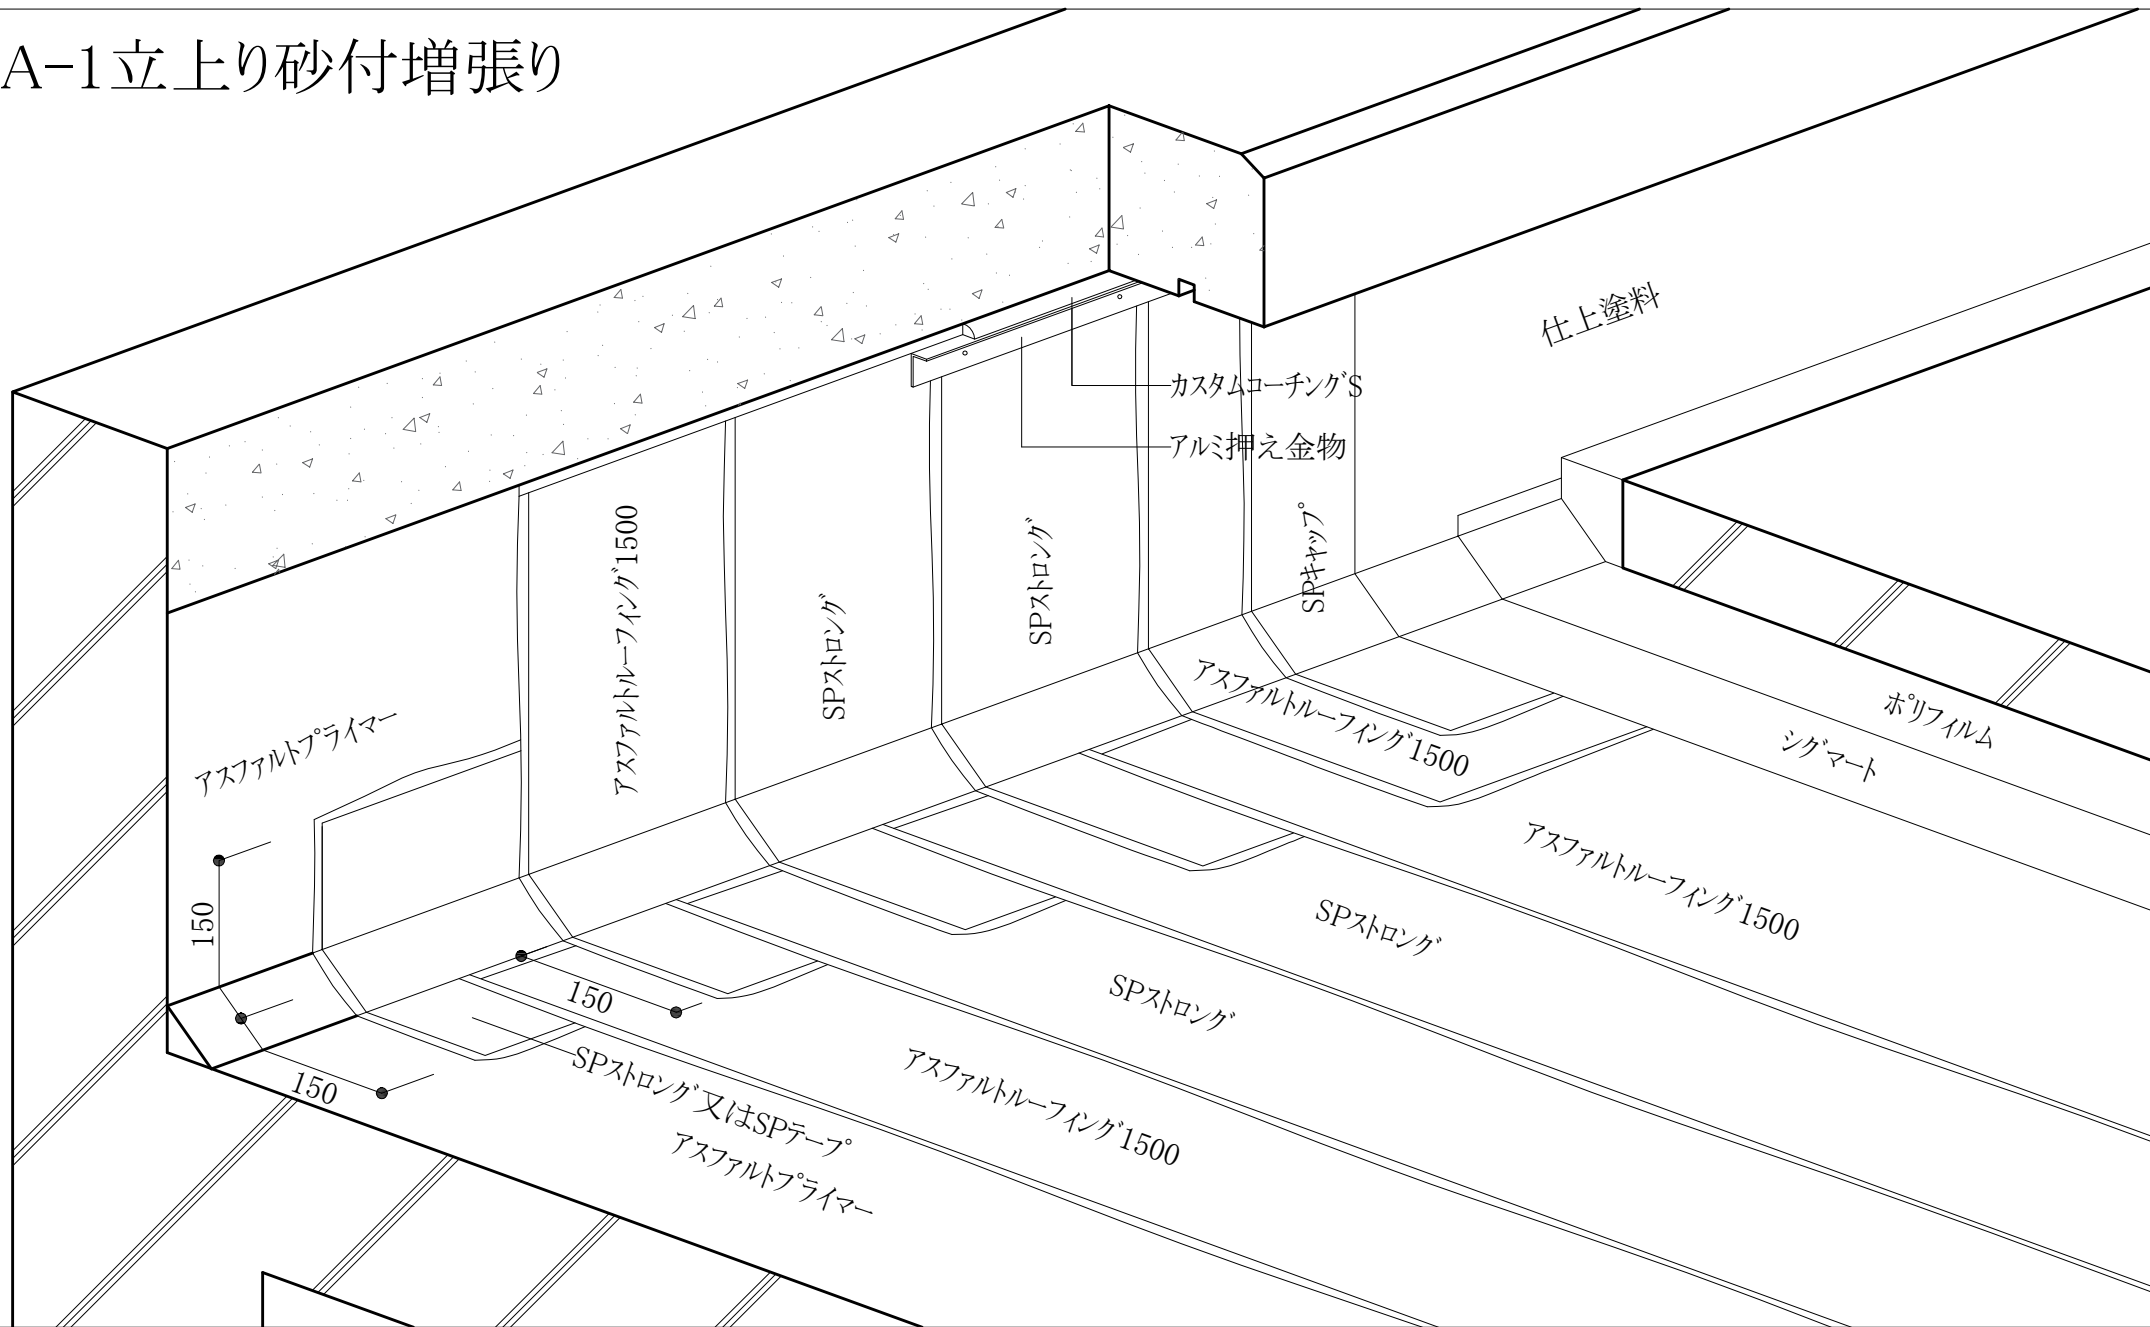 A-1立上り砂付増張り
仕上塗料
カスタムコーチングS
アルミ押え金物
アスファルトルーフィング1500
SPストロング
SPストロング
SPキャップ
アスファルトプライマー
アスファルトルーフィング1500
ポリフィルム
シグマート
アスファルトルーフィング1500
SPストロング
SPストロング
アスファルトルーフィング1500
150
150
150
SPストロング又はSPテープ
アスファルトプライマー